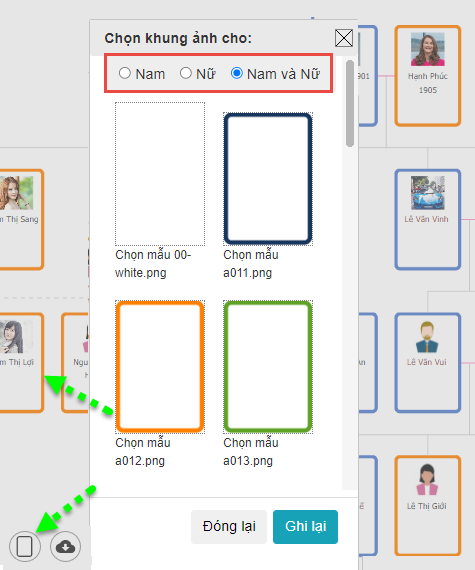 Chọn khung ảnh cho:
Nam
Nữ
Nam và Nữ
Chọn mẫu 00-
white.png
Chọn mẫu
a011.png
Chọn mẫu
a012.png
Chọn mẫu
a013.png
Đóng lại
Ghi lại
901
Hạnh Phúc
1905
m Thị Sang
Lê Văn Vinh
m Thị Lợi
Ngu
H
An
Lê Văn Vui
Lê Thị Giới